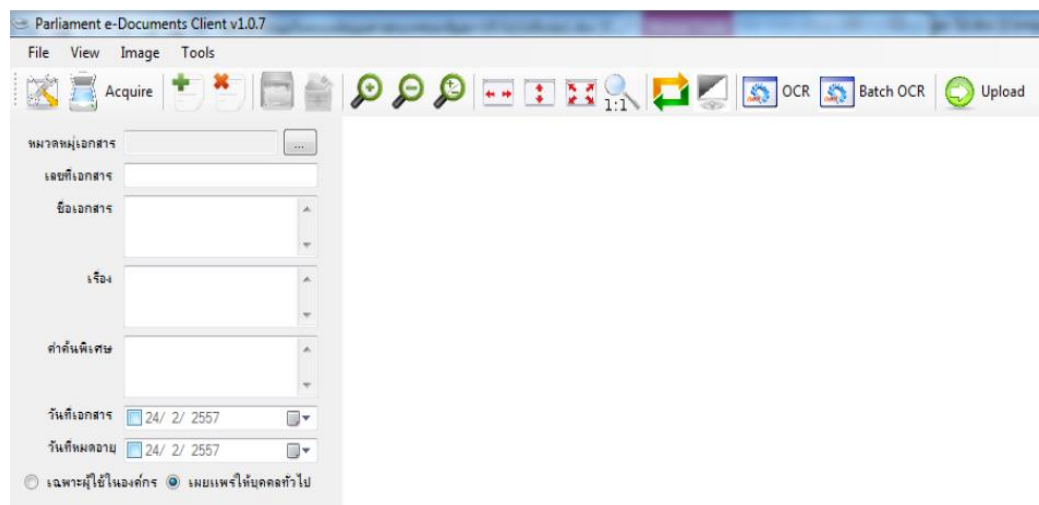 Parliament e-Documents Client v1.0.7
File View Image Tools
Acquire 1:1 OCR Batch OCR Upload
หมวดหมู่เอกสาร ...
เลขที่เอกสาร
ชื่อเอกสาร
เรื่อง
คำค้นพิเศษ
วันที่เอกสาร 24/ 2/ 2557
วันที่หมดอายุ 24/ 2/ 2557
เฉพาะผู้ใช้ในองค์กร เผยแพร่ให้บุคคลทั่วไป